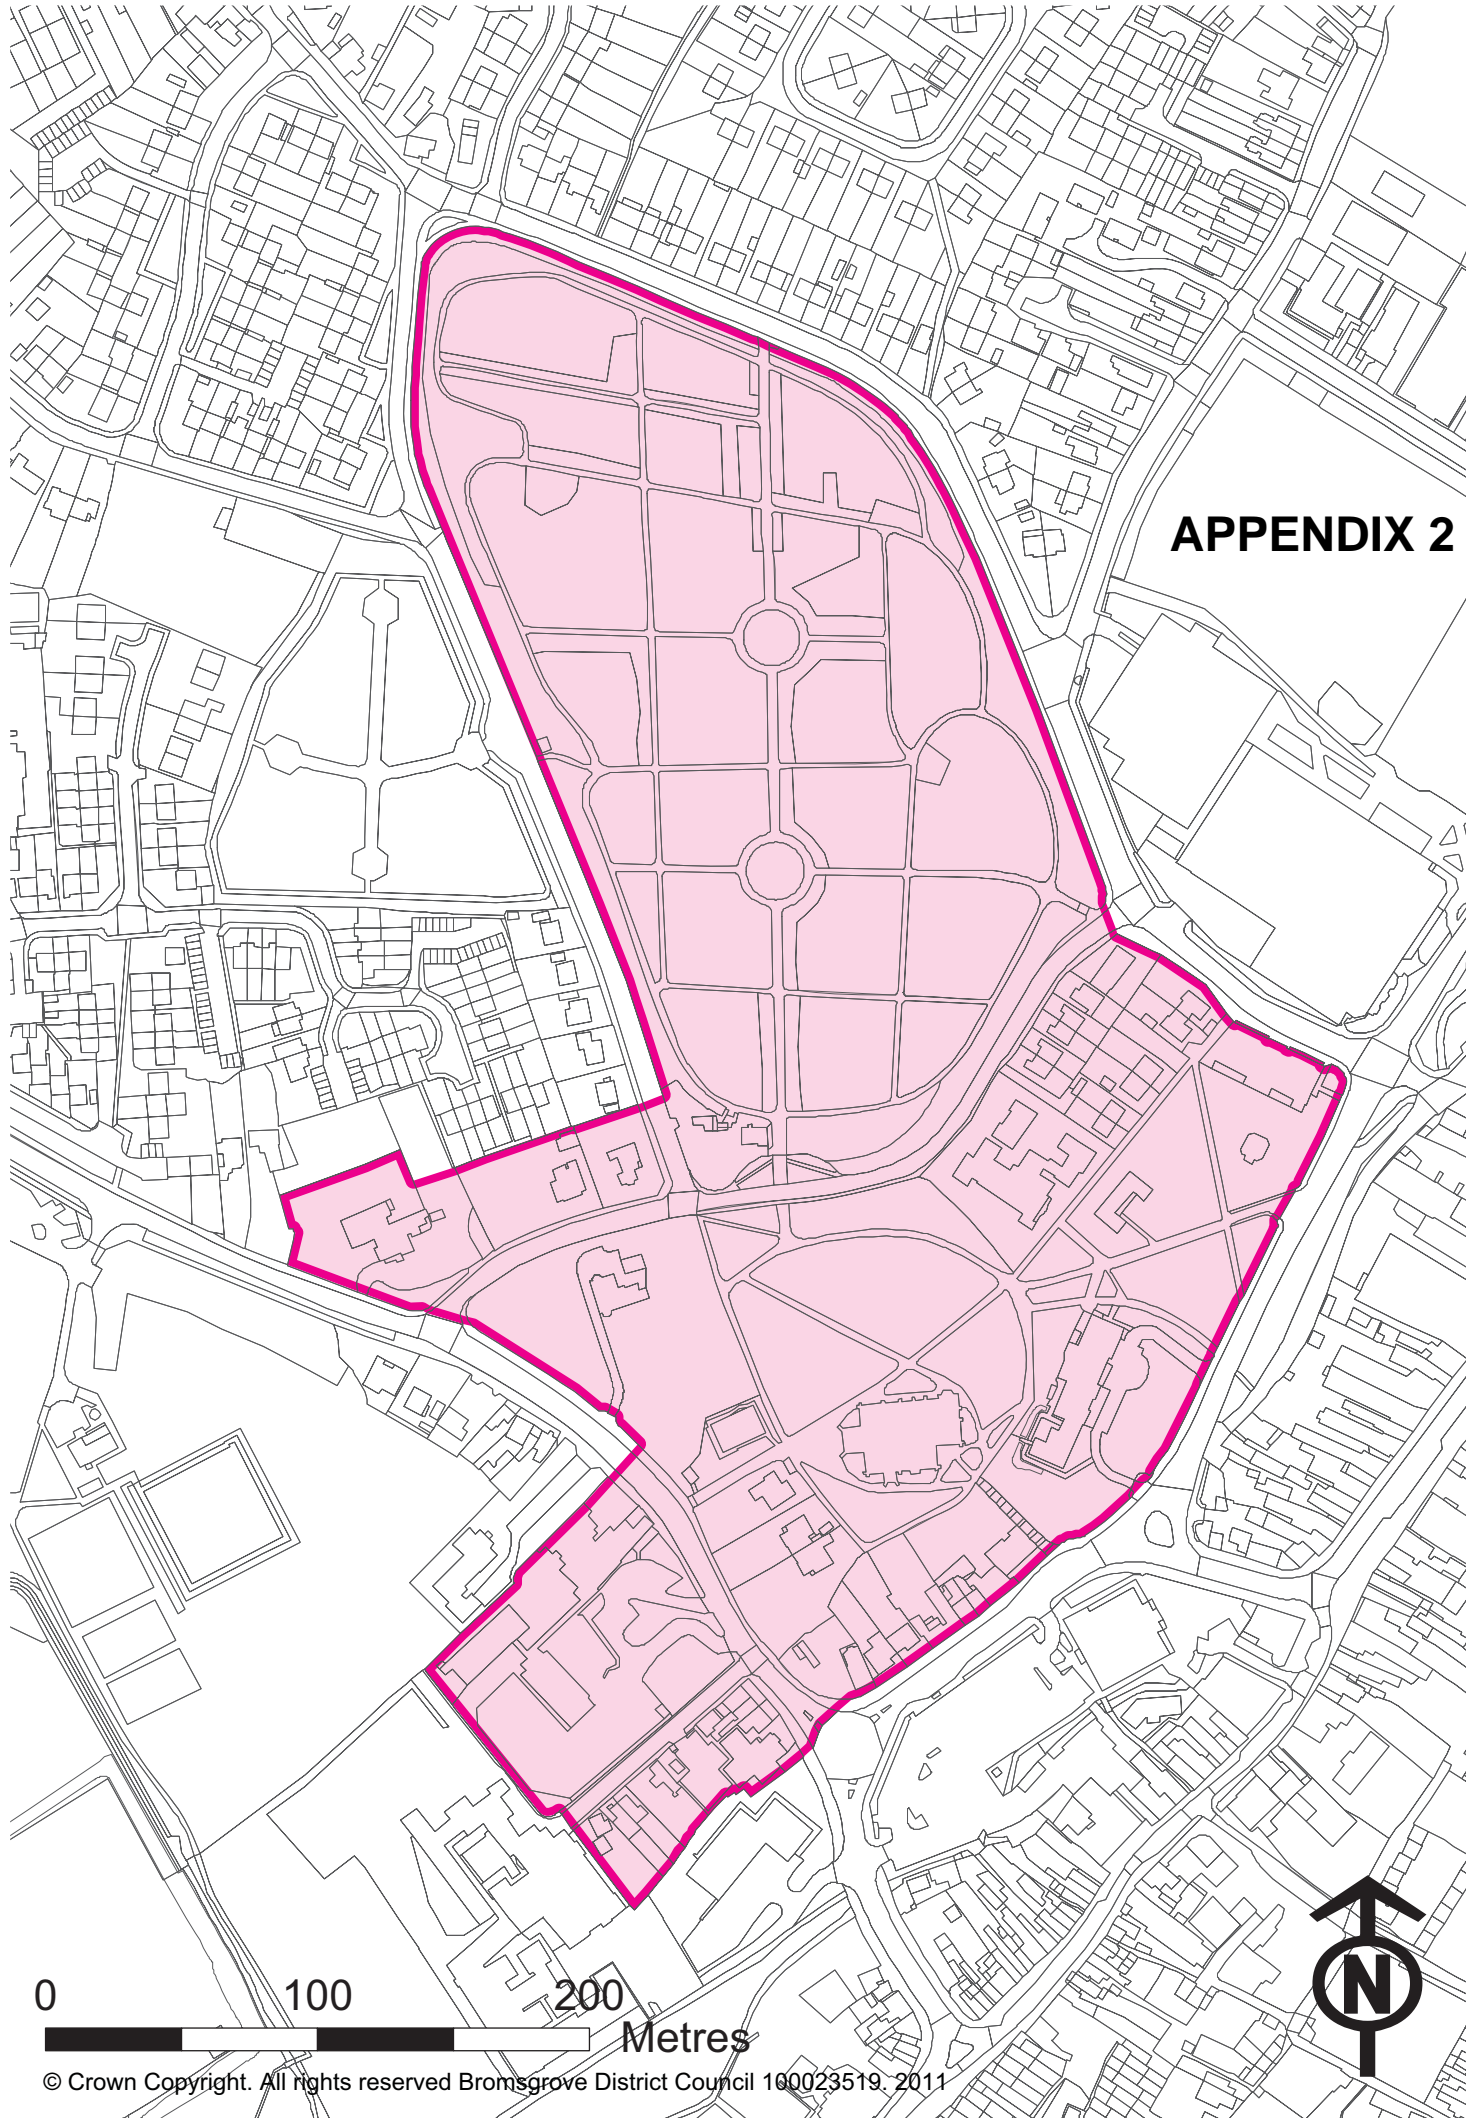 APPENDIX 2
N
0 100 200
Metres
© Crown Copyright. All rights reserved Bromsgrove District Council 100023519. 2011